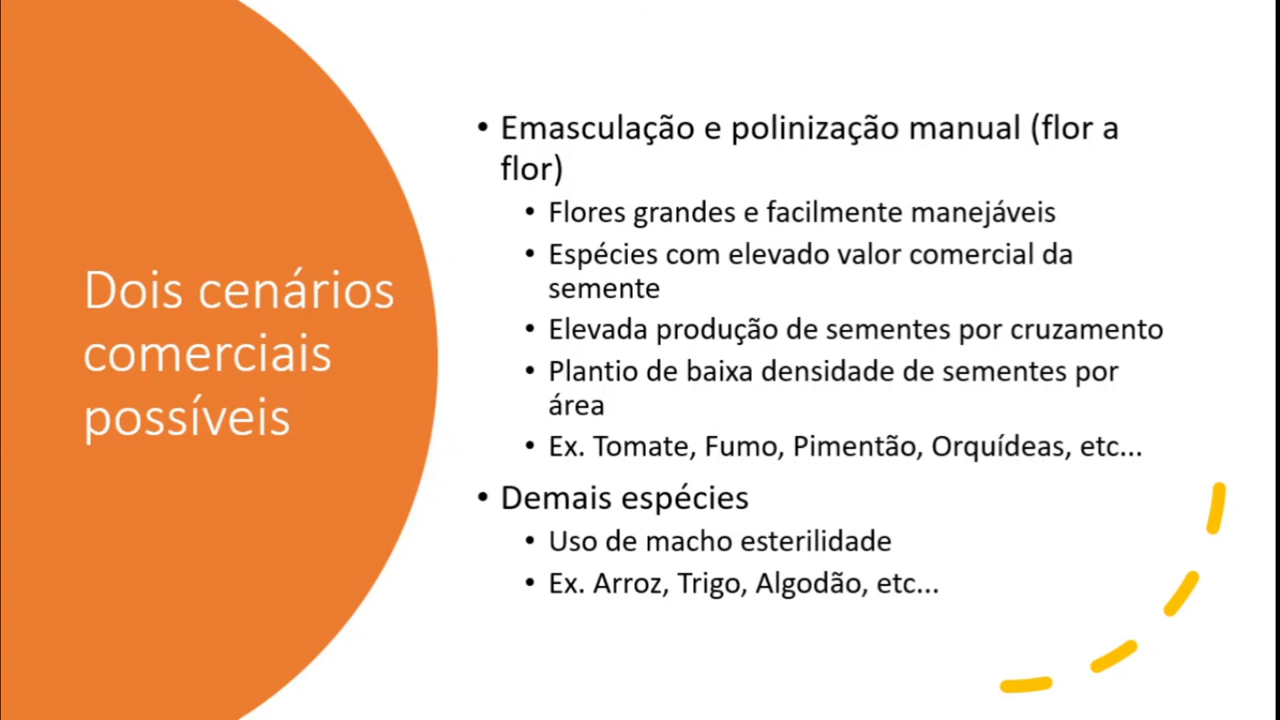 Dois cenários
comerciais
possíveis
• Emasculação e polinização manual (flor a
flor)
• Flores grandes e facilmente manejáveis
• Espécies com elevado valor comercial da
semente
• Elevada produção de sementes por cruzamento
• Plantio de baixa densidade de sementes por
área
• Ex. Tomate, Fumo, Pimentão, Orquídeas, etc...
• Demais espécies
• Uso de macho esterilidade
• Ex. Arroz, Trigo, Algodão, etc...